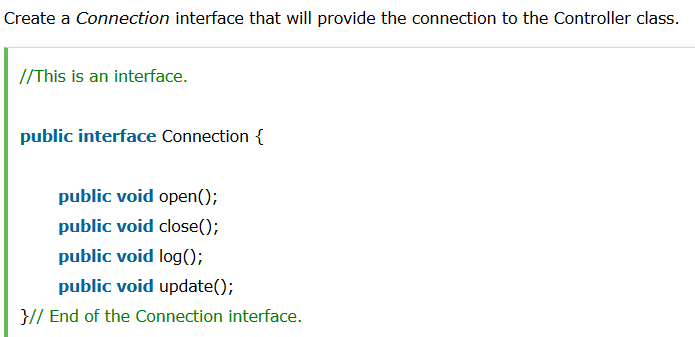 Create a Connection interface that will provide the connection to the Controller class.
//This is an interface.
public interface Connection {
public void open();
public void close();
public void log();
public void update();
}// End of the Connection interface.